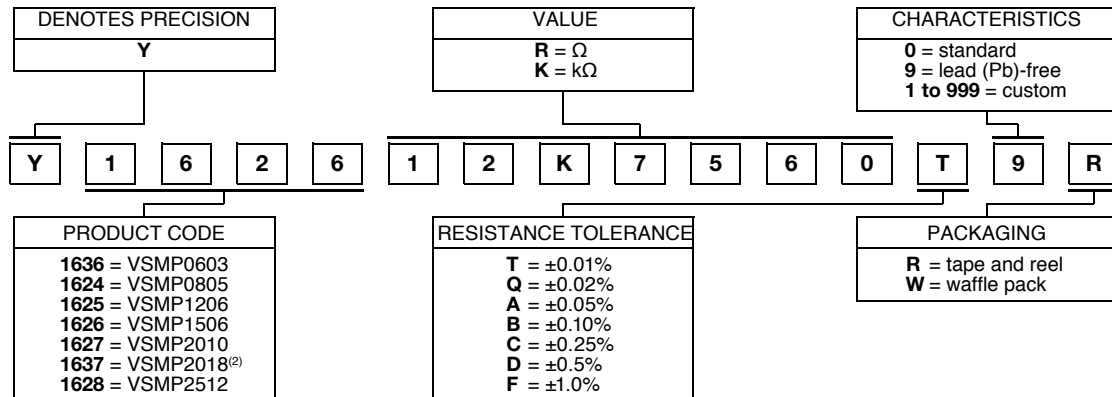 DENOTES PRECISION
Y
VALUE
R = Ω
K = kΩ
CHARACTERISTICS
0 = standard
9 = lead (Pb)-free
1 to 999 = custom
Y 1 6 2 6 1 2 K 7 5 6 0 T 9 R
PRODUCT CODE
1636 = VSMP0603
1624 = VSMP0805
1625 = VSMP1206
1626 = VSMP1506
1627 = VSMP2010
1637 = VSMP2018(2)
1628 = VSMP2512
RESISTANCE TOLERANCE
T = ±0.01%
Q = ±0.02%
A = ±0.05%
B = ±0.10%
C = ±0.25%
D = ±0.5%
F = ±1.0%
PACKAGING
R = tape and reel
W = waffle pack